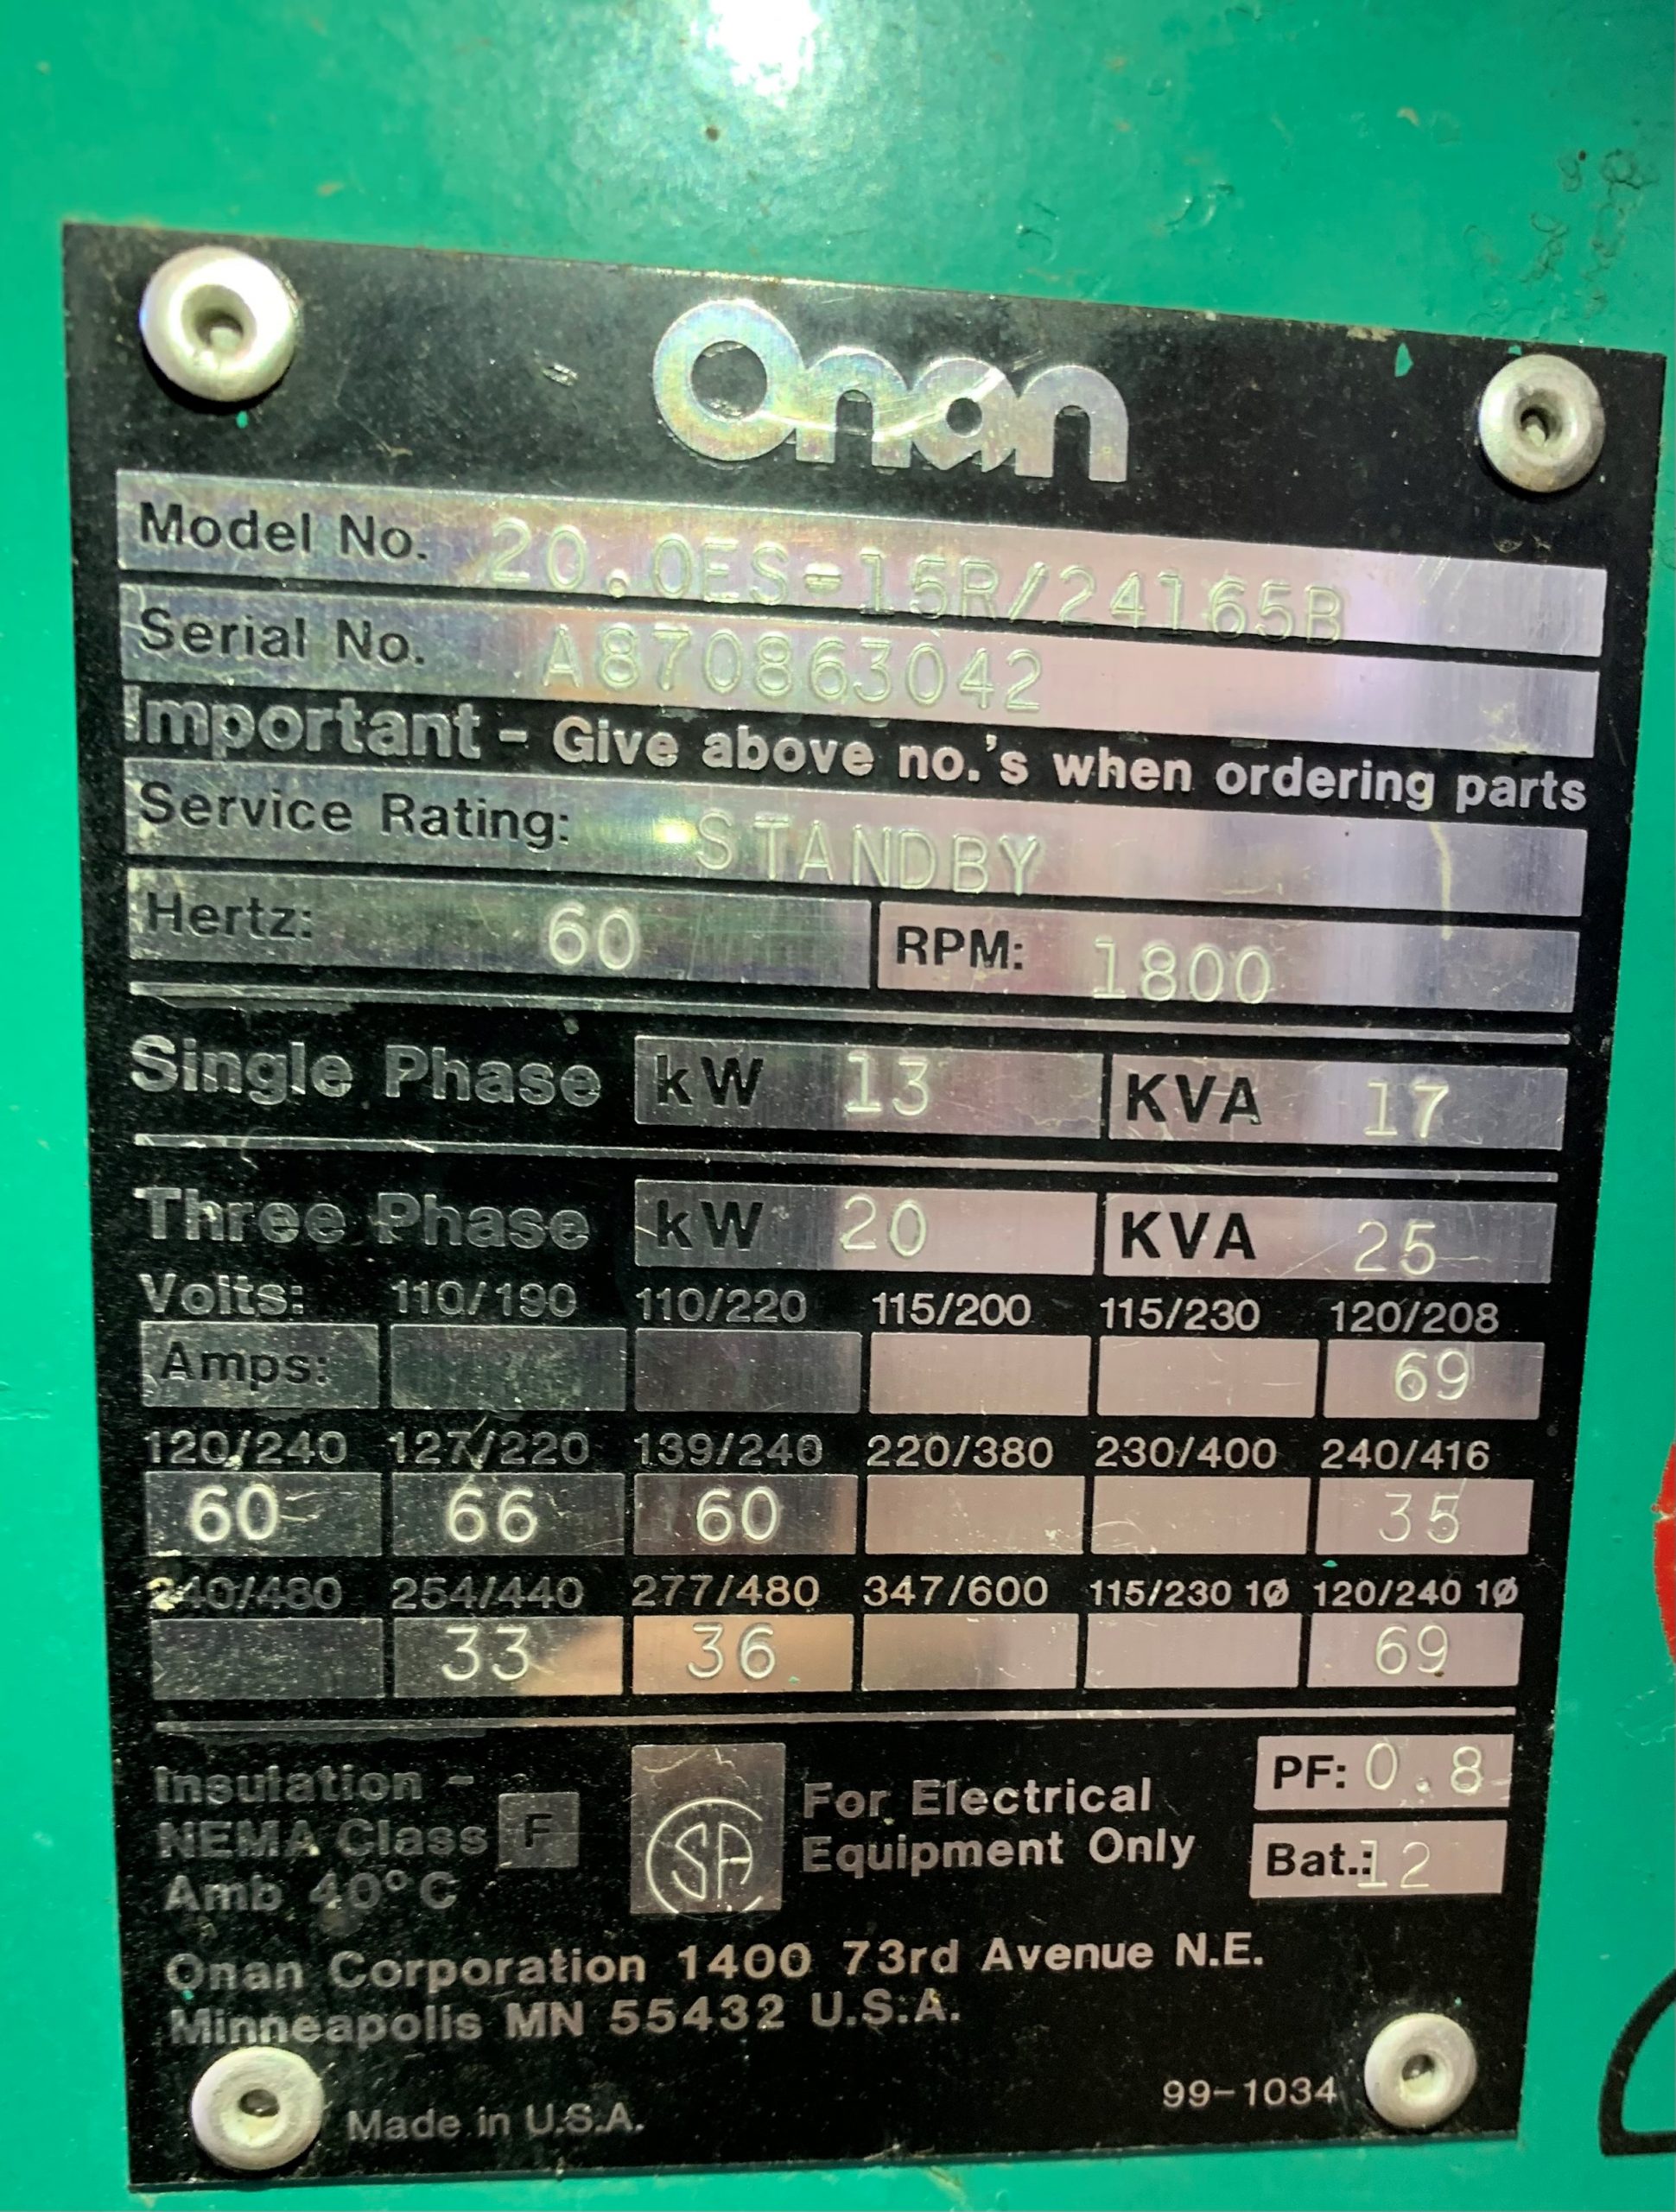 Onan
Model No. 20.0ES-15R/24165B
Serial No. A870863042
Important - Give above no.'s when ordering parts
Service Rating: STANDBY
Hertz: 60 RPM: 1800
Single Phase kW 13 KVA 17
Three Phase kW 20 KVA 25
Volts: 110/190 110/220 115/200 115/230 120/208
Amps: 69
120/240 127/220 139/240 220/380 230/400 240/416
60 66 60 35
240/480 254/440 277/480 347/600 115/230 1Ø 120/240 1Ø
33 36 69
Insulation -
NEMA Class F
Amb 40°C
CSA
For Electrical
Equipment Only
PF: 0.8
Bat.: 12
Onan Corporation 1400 73rd Avenue N.E.
Minneapolis MN 55432 U.S.A.
99-1034
Made in U.S.A.